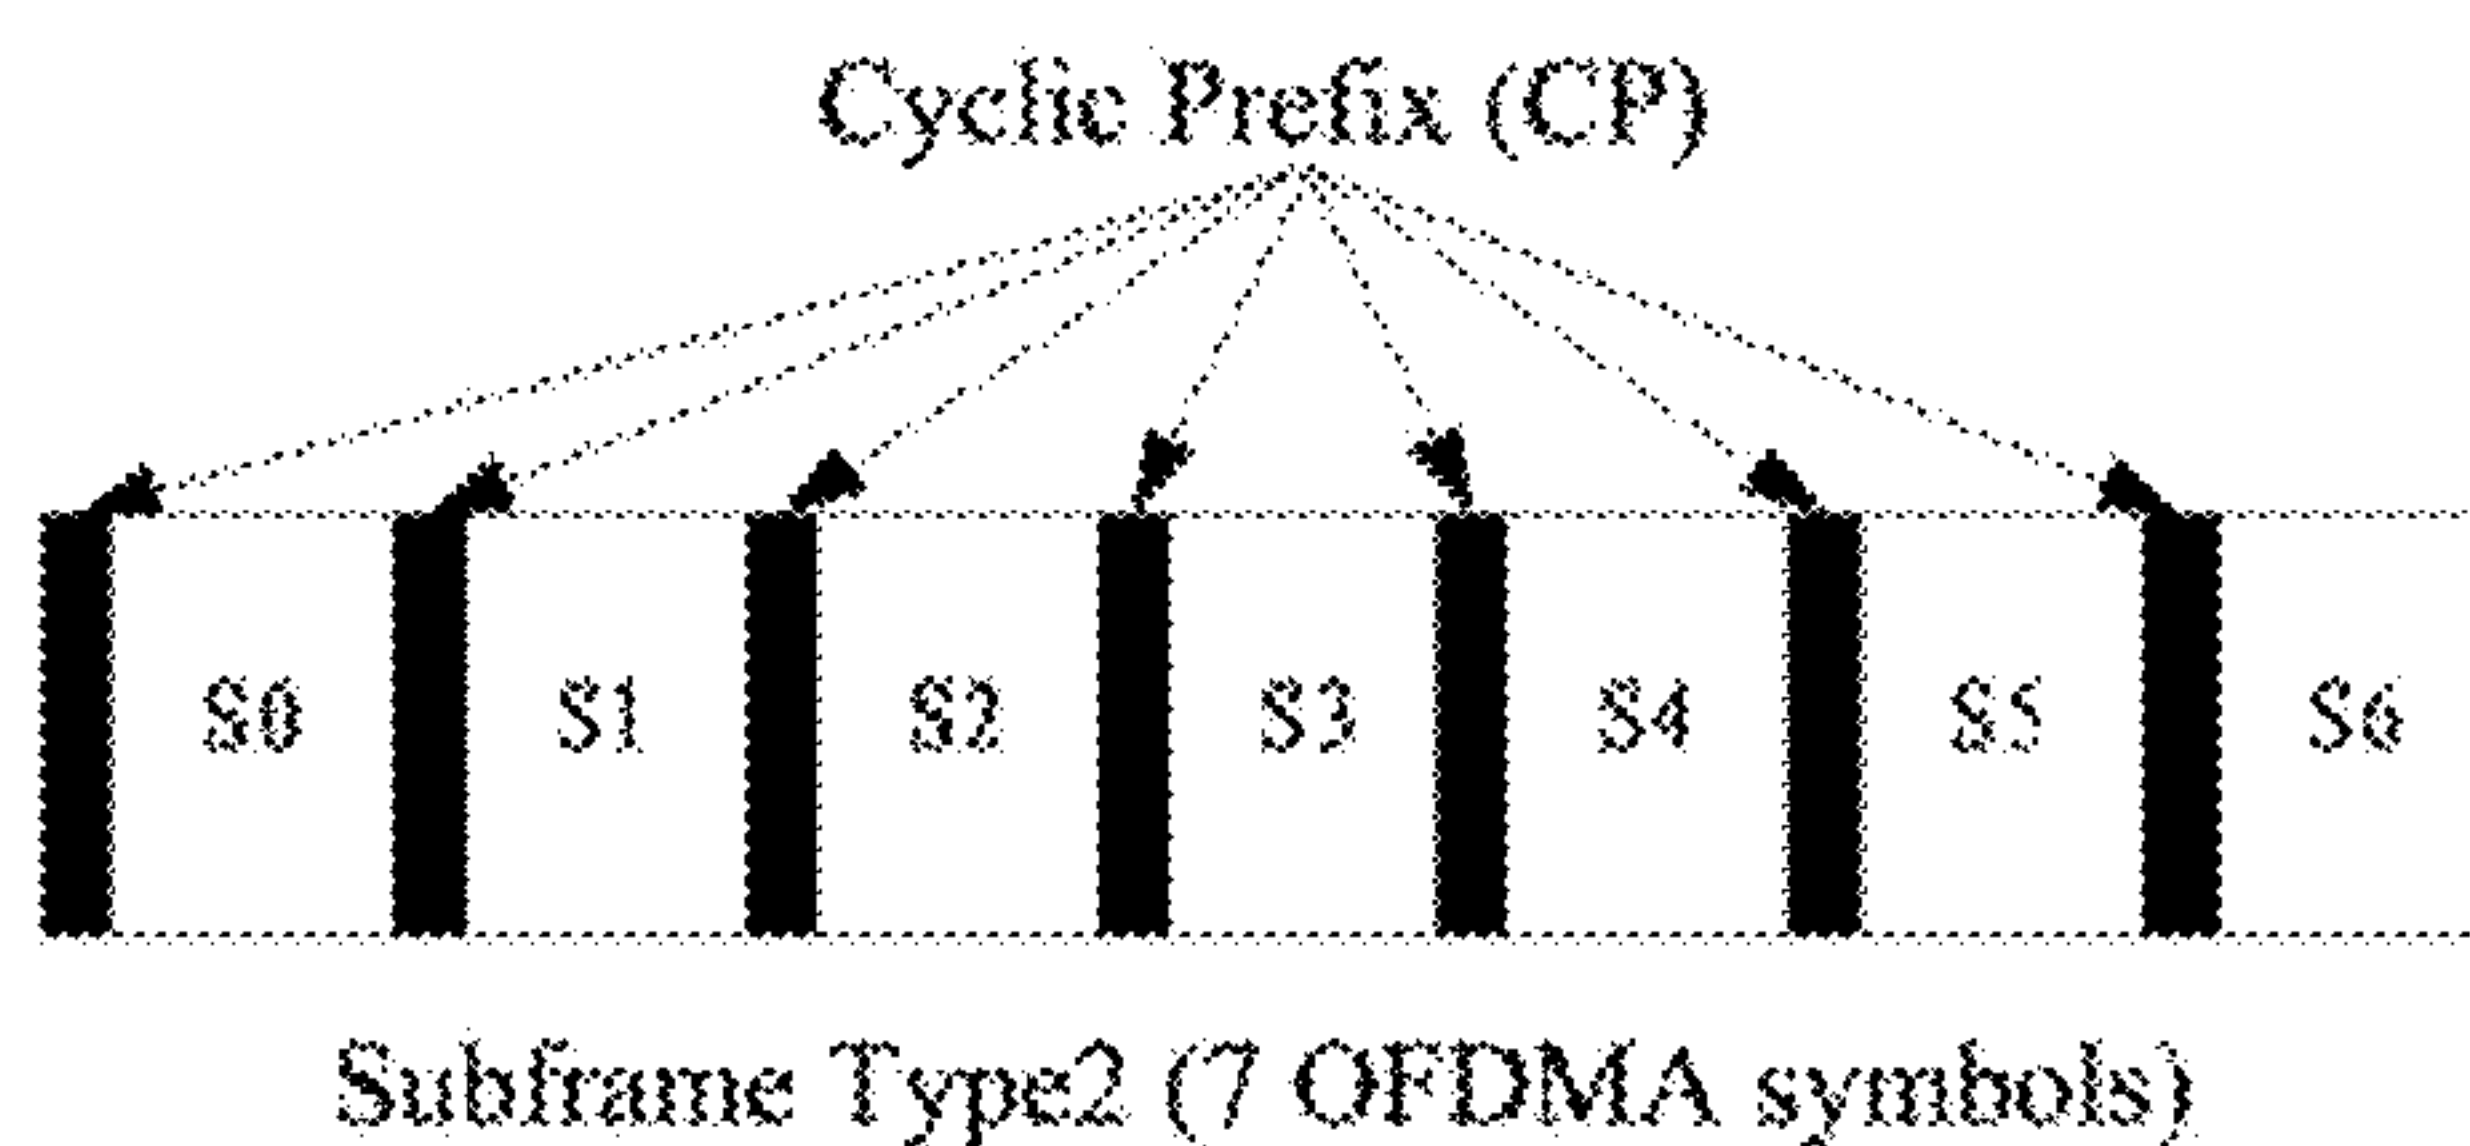 Cyclic Prefix (CP)
S0 S1 S2 S3 S4 S5 S6
Subframe Type2 (7 OFDMA symbols)